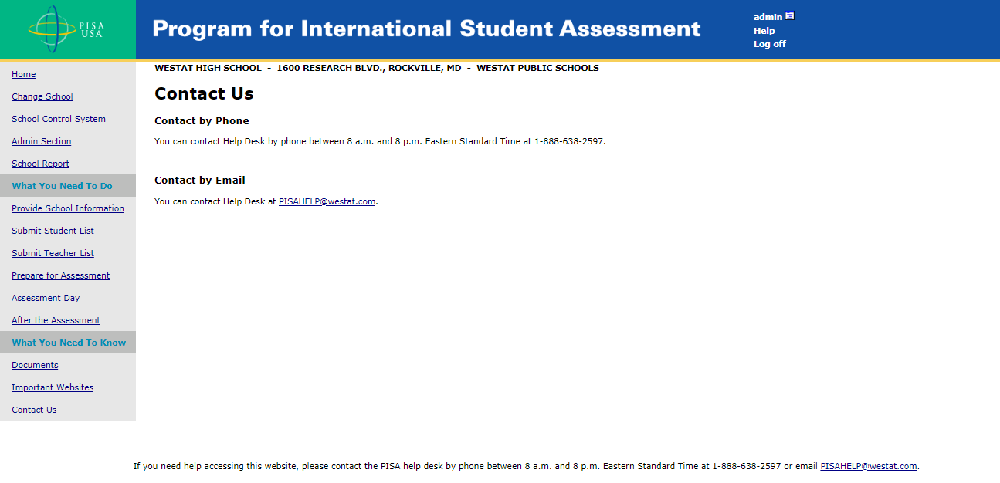 PISA
USA
Program for International Student Assessment
admin
Help
Log off
WESTAT HIGH SCHOOL - 1600 RESEARCH BLVD., ROCKVILLE, MD - WESTAT PUBLIC SCHOOLS
Home
Change School
School Control System
Admin Section
School Report
What You Need To Do
Provide School Information
Submit Student List
Submit Teacher List
Prepare for Assessment
Assessment Day
After the Assessment
What You Need To Know
Documents
Important Websites
Contact Us
Contact Us
Contact by Phone
You can contact Help Desk by phone between 8 a.m. and 8 p.m. Eastern Standard Time at 1-888-638-2597.
Contact by Email
You can contact Help Desk at PISAHELP@westat.com.
If you need help accessing this website, please contact the PISA help desk by phone between 8 a.m. and 8 p.m. Eastern Standard Time at 1-888-638-2597 or email PISAHELP@westat.com.